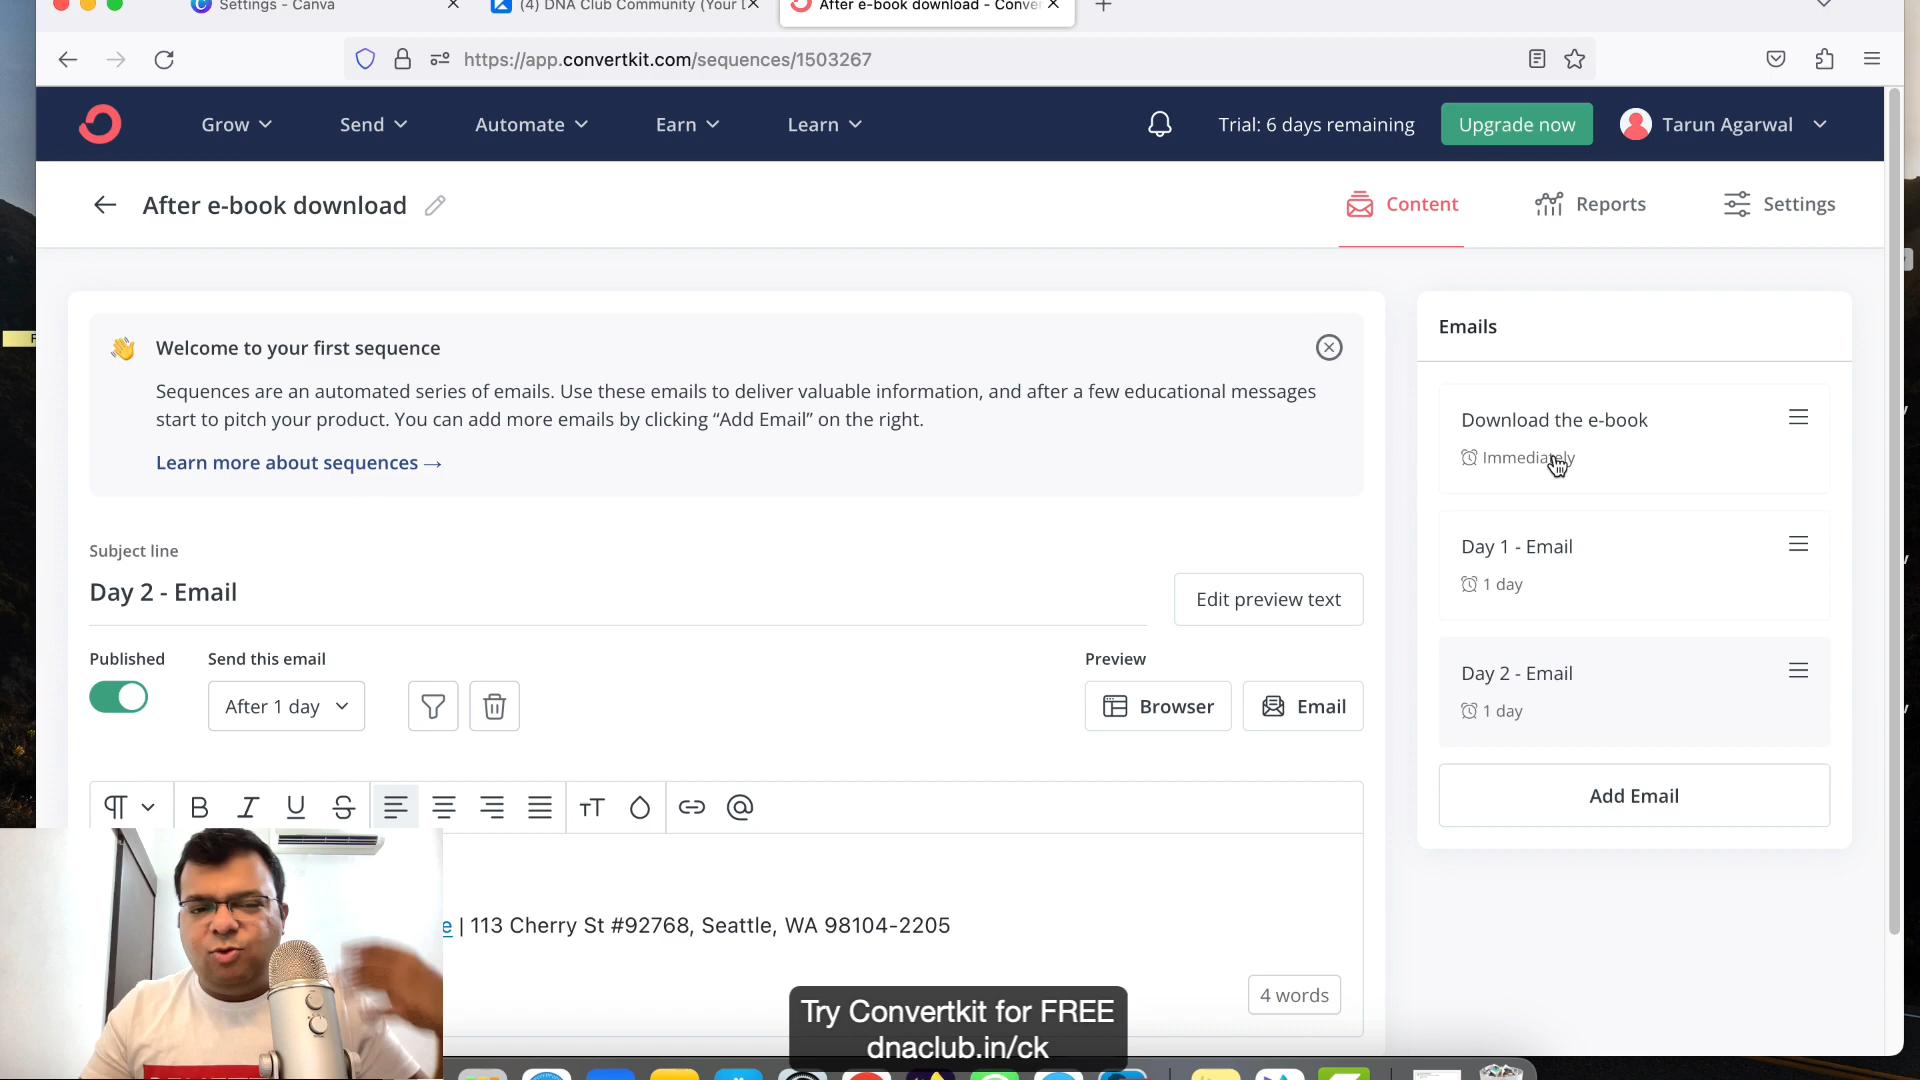 Settings - Canva
(4) DNA Club Community (Your
After e-book download - Conver
https://app.convertkit.com/sequences/1503267
Grow
Send
Automate
Earn
Learn
Trial: 6 days remaining
Upgrade now
Tarun Agarwal
After e-book download
Content
Reports
Settings
Welcome to your first sequence
Sequences are an automated series of emails. Use these emails to deliver valuable information, and after a few educational messages
start to pitch your product. You can add more emails by clicking “Add Email” on the right.
Learn more about sequences →
Subject line
Day 2 - Email
Edit preview text
Published
Send this email
After 1 day
Preview
Browser
Email
Emails
Download the e-book
Immediately
Day 1 - Email
1 day
Day 2 - Email
1 day
Add Email
e | 113 Cherry St #92768, Seattle, WA 98104-2205
4 words
Try Convertkit for FREE
dnaclub.in/ck